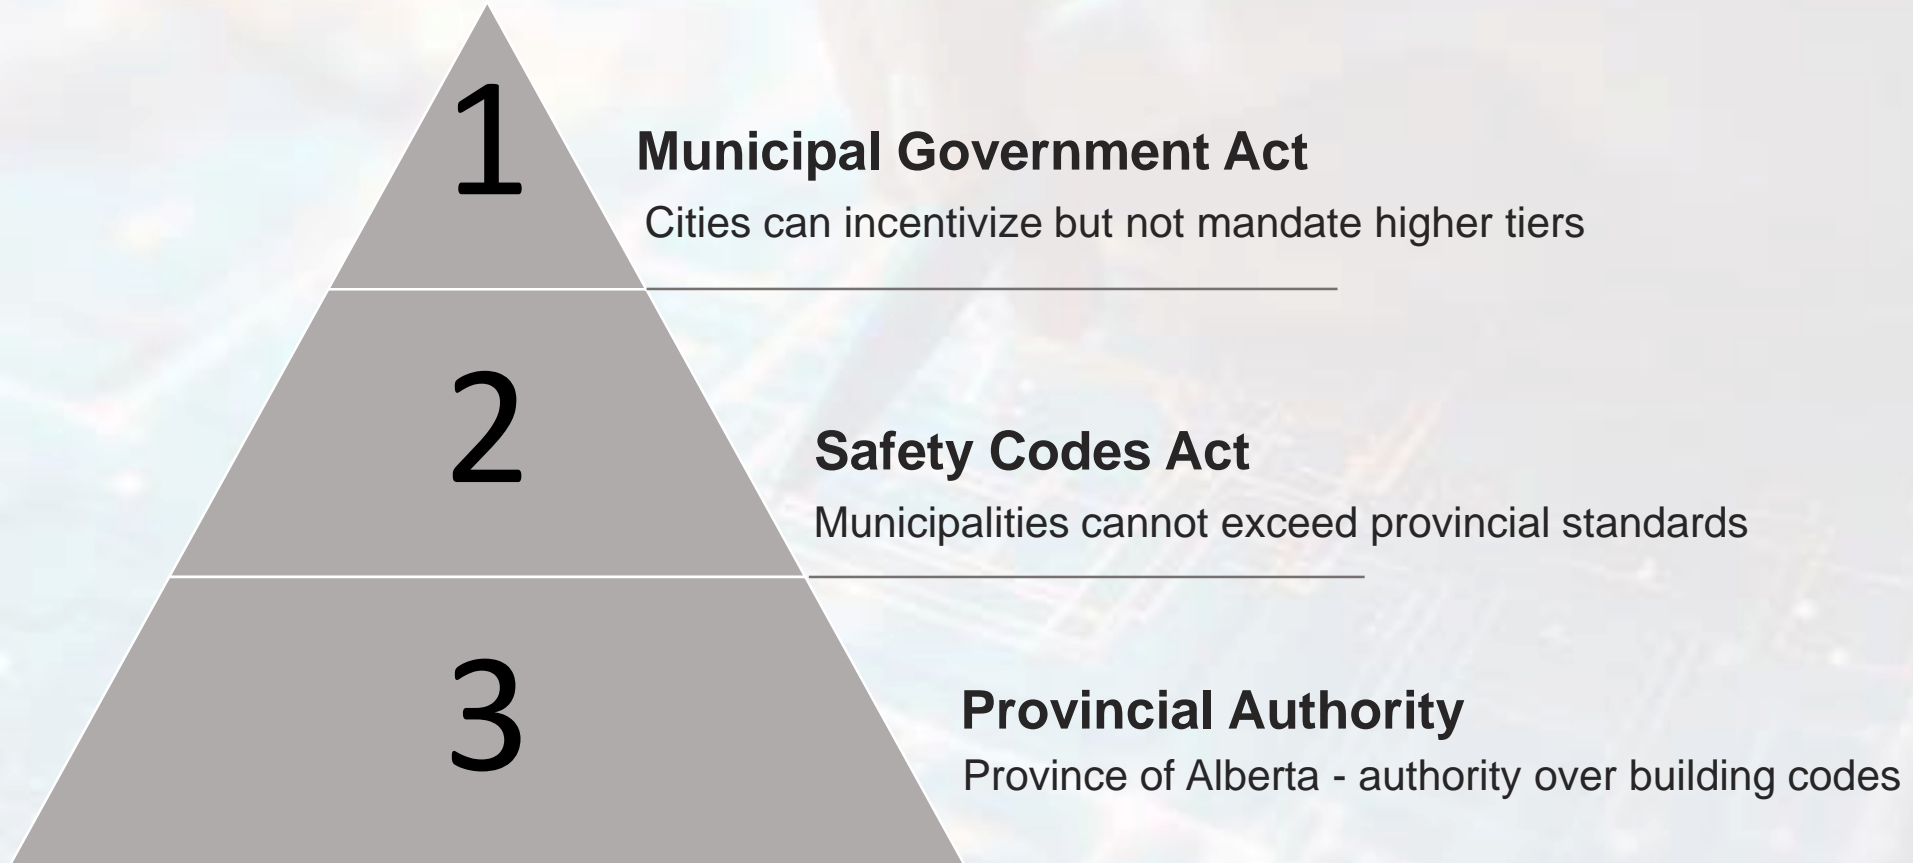 1
Municipal Government Act
Cities can incentivize but not mandate higher tiers
2
Safety Codes Act
Municipalities cannot exceed provincial standards
3
Provincial Authority
Province of Alberta - authority over building codes